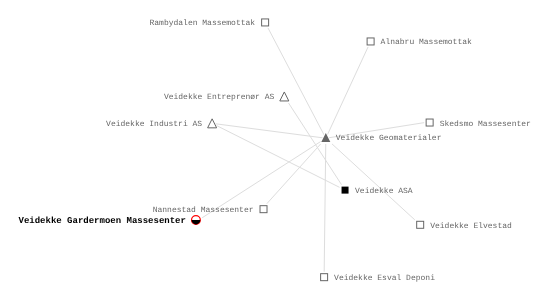 Rambydalen Massemottak
Alnabru Massemottak
Veidekke Entreprenør AS
Veidekke Industri AS
Skedsmo Massesenter
Veidekke Geomaterialer
Veidekke ASA
Nannestad Massesenter
Veidekke Gardermoen Massesenter
Veidekke Elvestad
Veidekke Esval Deponi